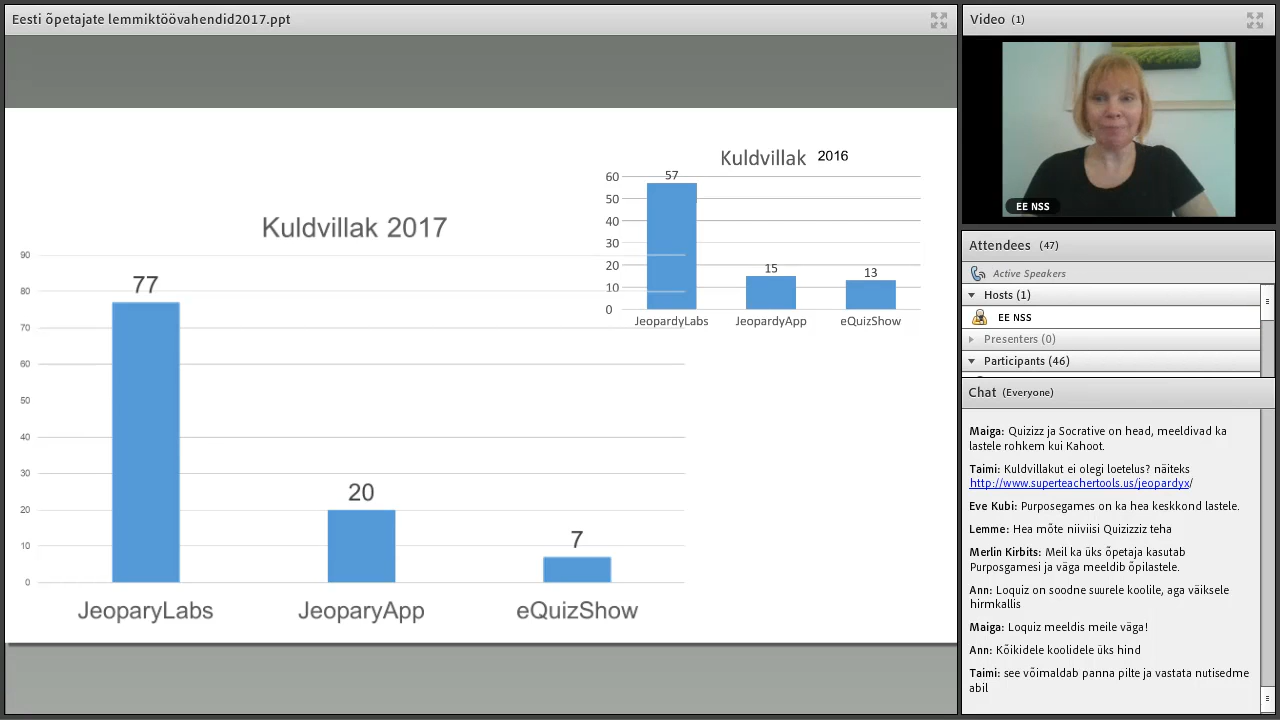 Eesti õpetajate lemmiktöövahendid2017.ppt
Kuldvillak 2016
60
50
40
30
20
10
0
57
15
13
JeopardyLabs
JeopardyApp
eQuizShow
Kuldvillak 2017
90
80
70
60
50
40
30
20
10
0
77
20
7
JeoparyLabs
JeoparyApp
eQuizShow
Video (1)
EE NSS
Attendees (47)
Active Speakers
Hosts (1)
EE NSS
Presenters (0)
Participants (46)
Chat (Everyone)
Maiga: Quizizz ja Socrative on head, meeldivad ka
lastele rohkem kui Kahoot.
Taimi: Kuldvillakut ei olegi loetelus? näiteks
http://www.superteachertools.us/jeopardyx/
Eve Kubi: Purposegames on ka hea keskkond lastele.
Lemme: Hea mõte niiviisi Quizizziz teha
Merlin Kirbits: Meil ka üks õpetaja kasutab
Purposgamesi ja väga meeldib õpilastele.
Ann: Loquiz on soodne suurele koolile, aga väiksele
hirmkallis
Maiga: Loquiz meeldis meile väga!
Ann: Kõikidele koolidele üks hind
Taimi: see võimaldab panna pilte ja vastata nutisedme
abil